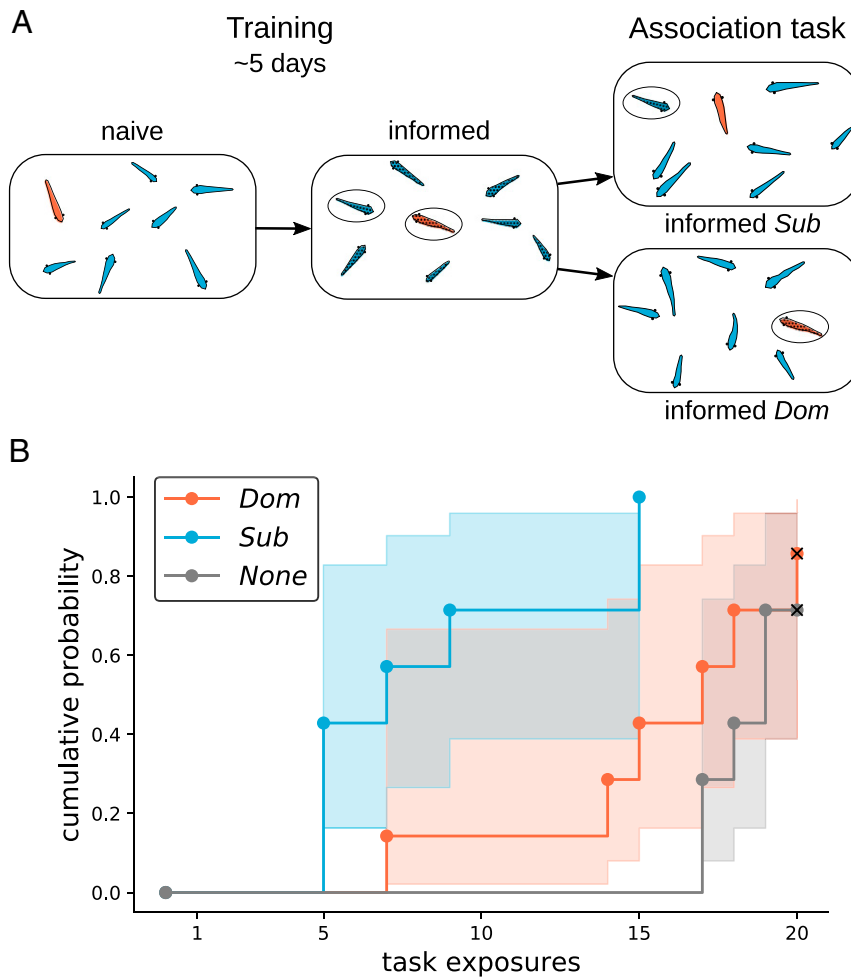 A
Training
~5 days
Association task
naive
informed
informed Sub
informed Dom
B
Dom
Sub
None
cumulative probability
1.0
0.8
0.6
0.4
0.2
0.0
1
5
10
15
20
task exposures